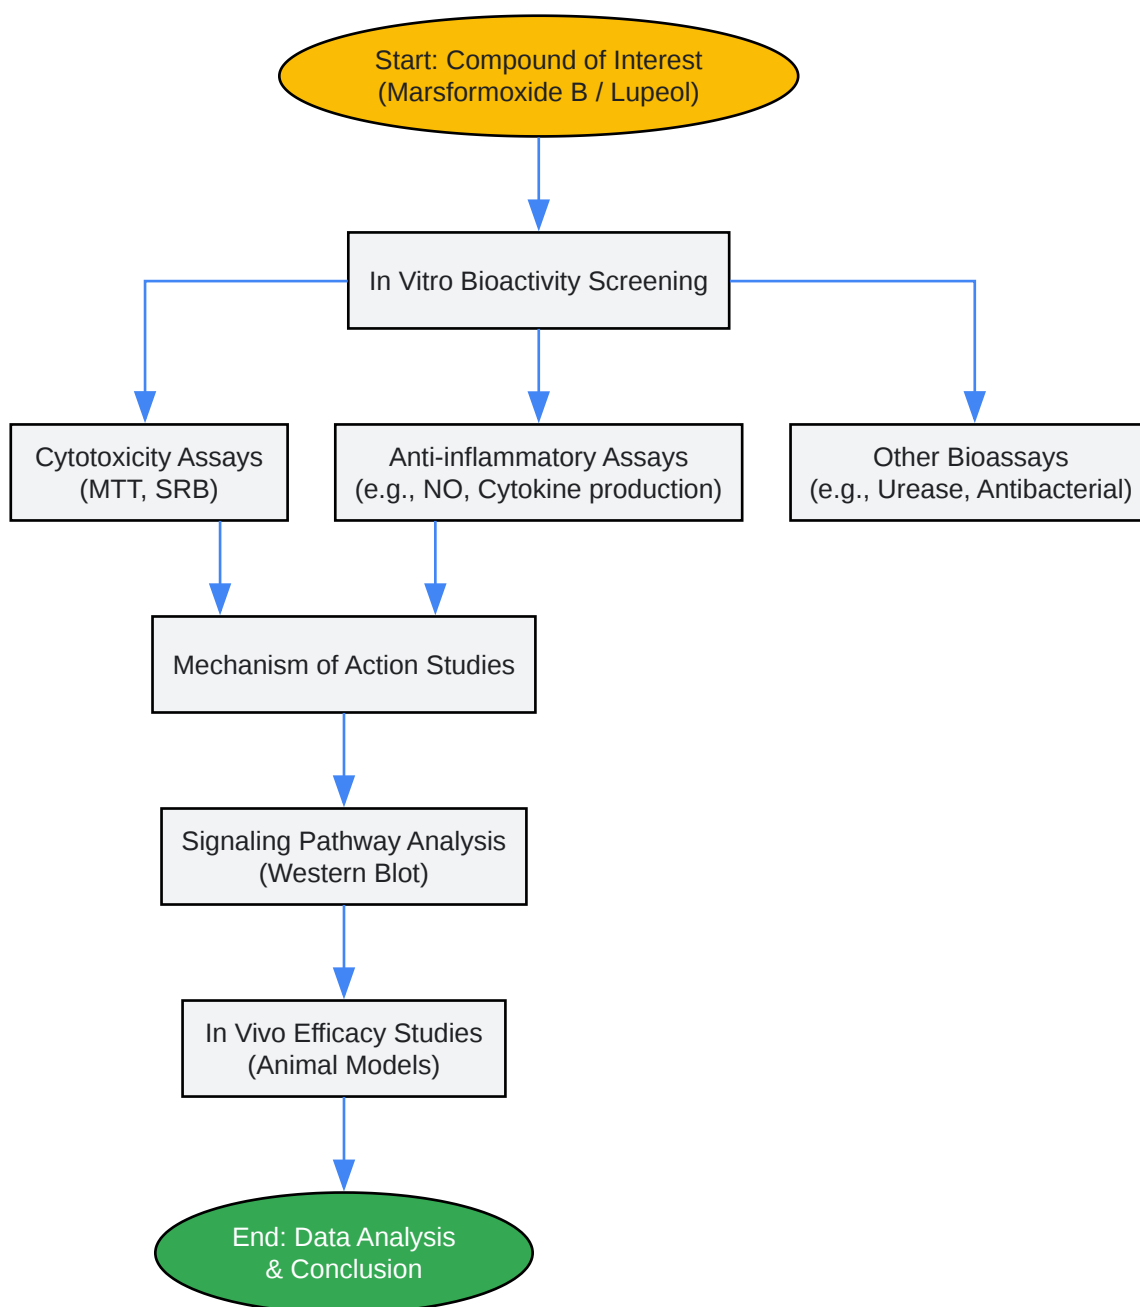 Start: Compound of Interest
(Marsformoxide B / Lupeol)
In Vitro Bioactivity Screening
Cytotoxicity Assays
(MTT, SRB)
Anti-inflammatory Assays
(e.g., NO, Cytokine production)
Other Bioassays
(e.g., Urease, Antibacterial)
Mechanism of Action Studies
Signaling Pathway Analysis
(Western Blot)
In Vivo Efficacy Studies
(Animal Models)
End: Data Analysis
& Conclusion